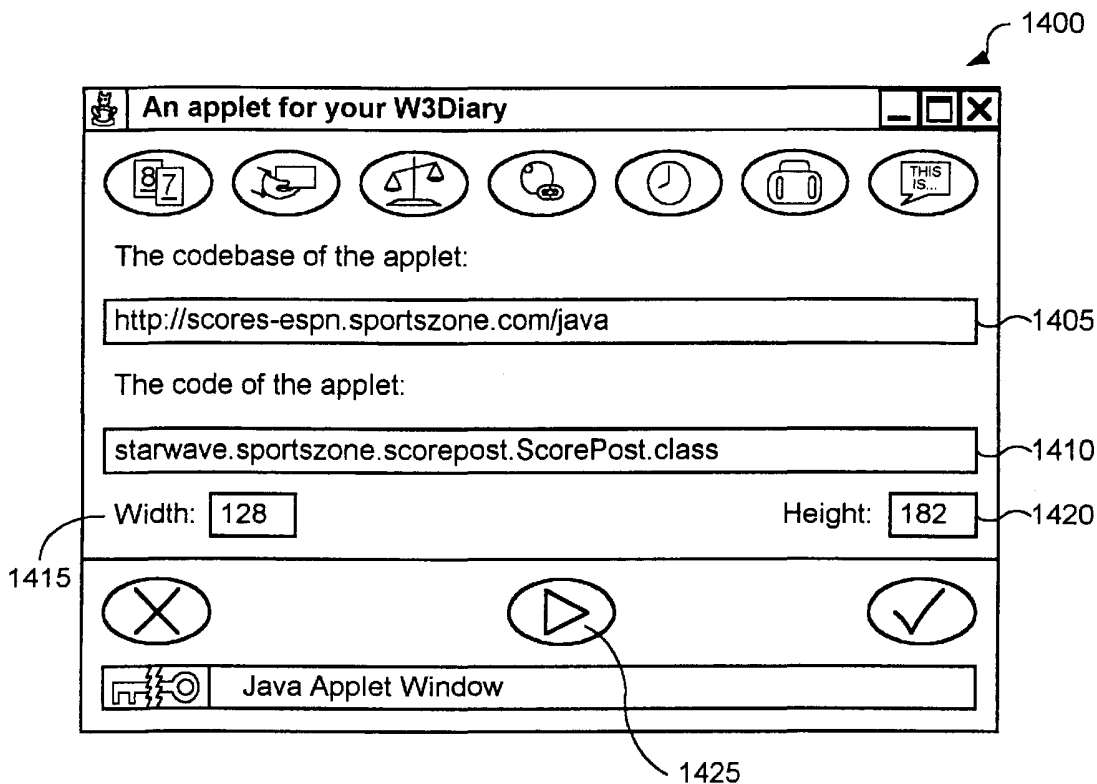 1400
An applet for your W3Diary
8 7
THIS
IS...
The codebase of the applet:
http://scores-espn.sportszone.com/java
1405
The code of the applet:
starwave.sportszone.scorepost.ScorePost.class
1410
Width: 128
Height: 182
1420
1415
Java Applet Window
1425